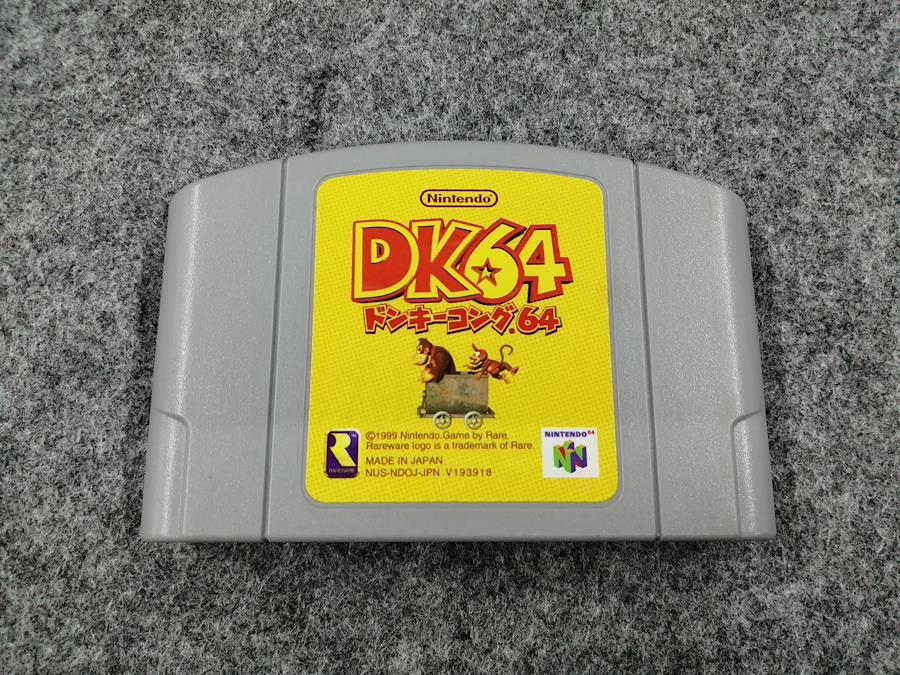 Nintendo
DK64
ドンキーコング64
©1999 Nintendo.Game by Rare.
Rareware logo is a trademark of Rare.
MADE IN JAPAN
NUS-NDOJ-JPN V193918
R
RAREWARE
NINTENDO64
N